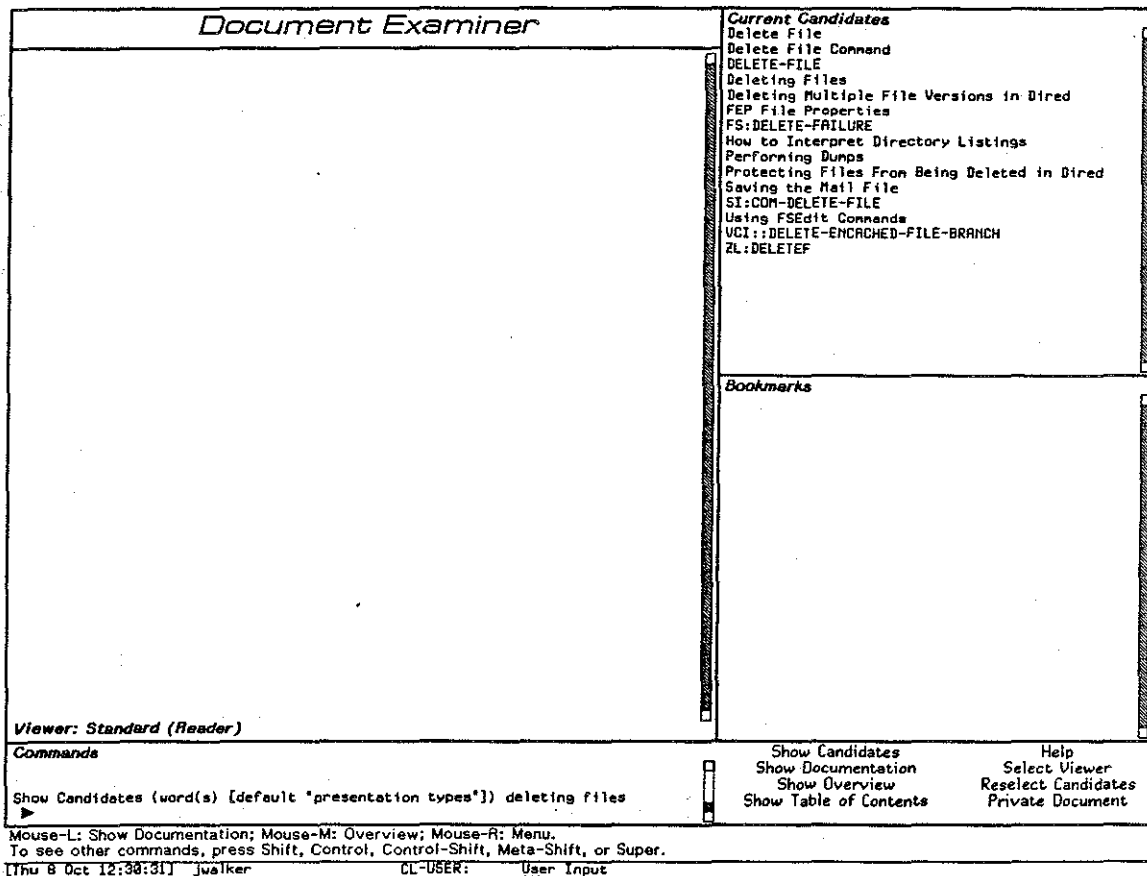 Document Examiner
Current Candidates
Delete File
Delete File Command
DELETE-FILE
Deleting Files
Deleting Multiple File Versions in Dired
FEP File Properties
FS:DELETE-FAILURE
How to Interpret Directory Listings
Performing Dumps
Protecting Files From Being Deleted in Dired
Saving the Mail File
SI:COM-DELETE-FILE
Using FSEdit Commands
VCI::DELETE-ENCACHED-FILE-BRANCH
ZL:DELETEF
Bookmarks
Viewer: Standard (Reader)
Commands
Show Candidates (word(s) [default "presentation types"]) deleting files
Show Candidates Help
Show Documentation Select Viewer
Show Overview Reselect Candidates
Show Table of Contents Private Document
Mouse-L: Show Documentation; Mouse-M: Overview; Mouse-R: Menu.
To see other commands, press Shift, Control, Control-Shift, Meta-Shift, or Super.
[Thu 8 Oct 12:30:31] jwalker CL-USER: User Input